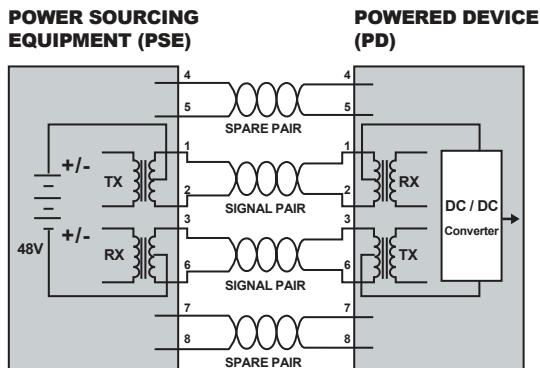 POWER SOURCING
EQUIPMENT (PSE)
POWERED DEVICE
(PD)
4
4
5
5
SPARE PAIR
1
1
+/-
TX
RX
2
2
SIGNAL PAIR
DC / DC
Converter
3
3
+/-
48V
RX
TX
6
6
SIGNAL PAIR
7
7
8
8
SPARE PAIR